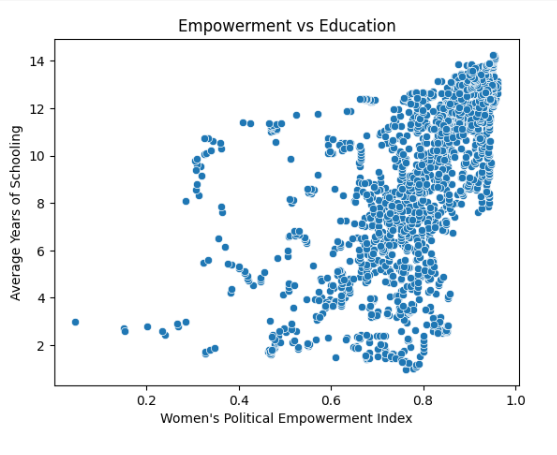 Empowerment vs Education
14
12
10
8
6
4
2
Average Years of Schooling
0.2 0.4 0.6 0.8 1.0
Women's Political Empowerment Index